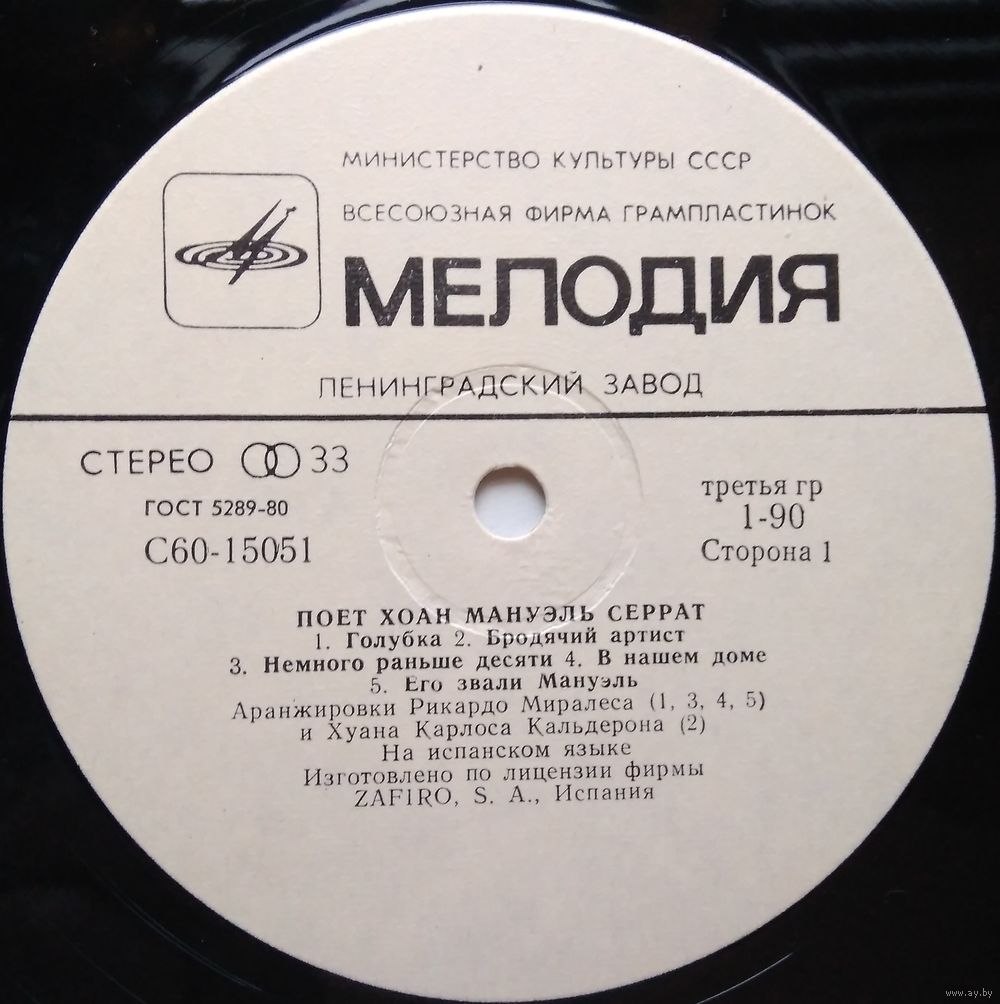 МИНИСТЕРСТВО КУЛЬТУРЫ СССР
ВСЕСОЮЗНАЯ ФИРМА ГРАМПЛАСТИНОК
МЕЛОДИЯ
ЛЕНИНГРАДСКИЙ ЗАВОД
СТЕРЕО 33
ГОСТ 5289-80
С60-15051
третья гр
1-90
Сторона 1
ПОЕТ ХОАН МАНУЭЛЬ СЕРРАТ
1. Голубка 2. Бродячий артист
3. Немного раньше десяти 4. В нашем доме
5. Его звали Мануэль
Аранжировки Рикардо Миралеса (1, 3, 4, 5)
и Хуана Карлоса Кальдерона (2)
На испанском языке
Изготовлено по лицензии фирмы
ZAFIRO, S. A., Испания
www.ay.by